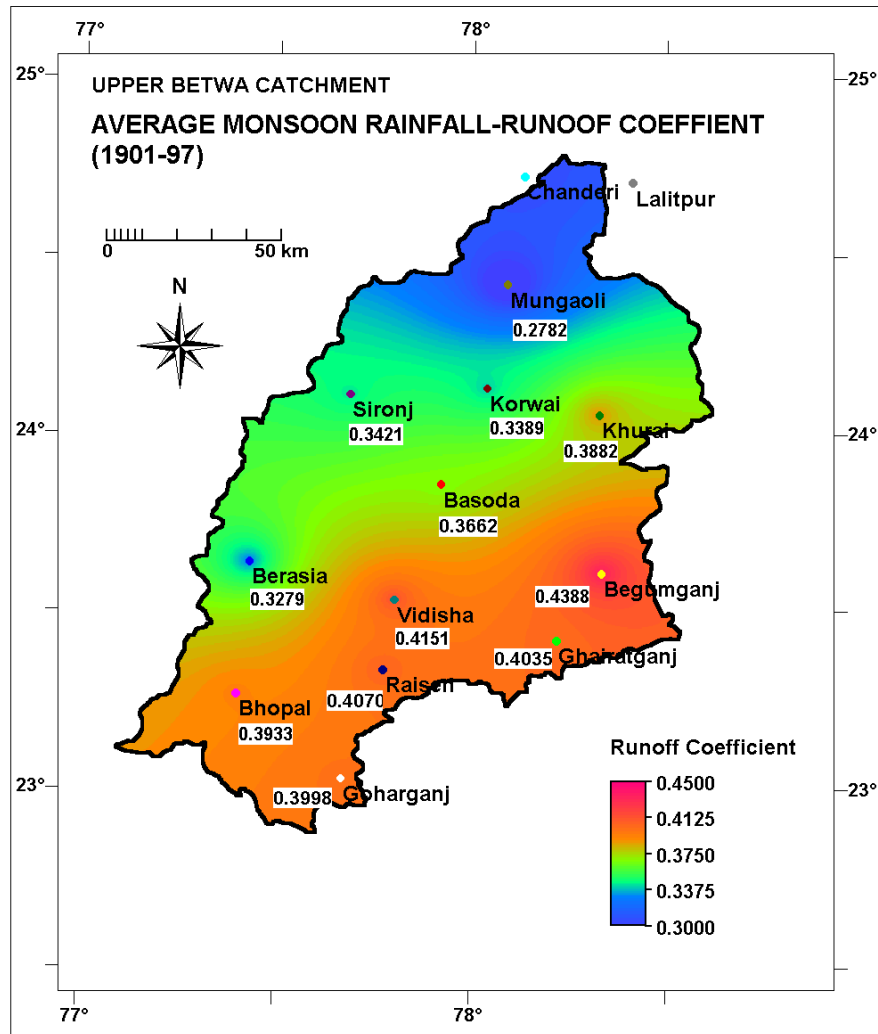 77°
78°
25°
25°
UPPER BETWA CATCHMENT
AVERAGE MONSOON RAINFALL-RUNOOF COEFFIENT
(1901-97)
Chanderi
Lalitpur
0
50 km
N
Mungaoli
0.2782
Sironj
0.3421
Korwai
0.3389
24°
24°
Khurai
0.3882
Basoda
0.3662
Berasia
0.3279
Begumganj
0.4388
Vidisha
0.4151
Ghairatganj
0.4035
Raisen
0.4070
Bhopal
0.3933
Goharganj
0.3998
23°
23°
Runoff Coefficient
0.4500
0.4125
0.3750
0.3375
0.3000
77°
78°